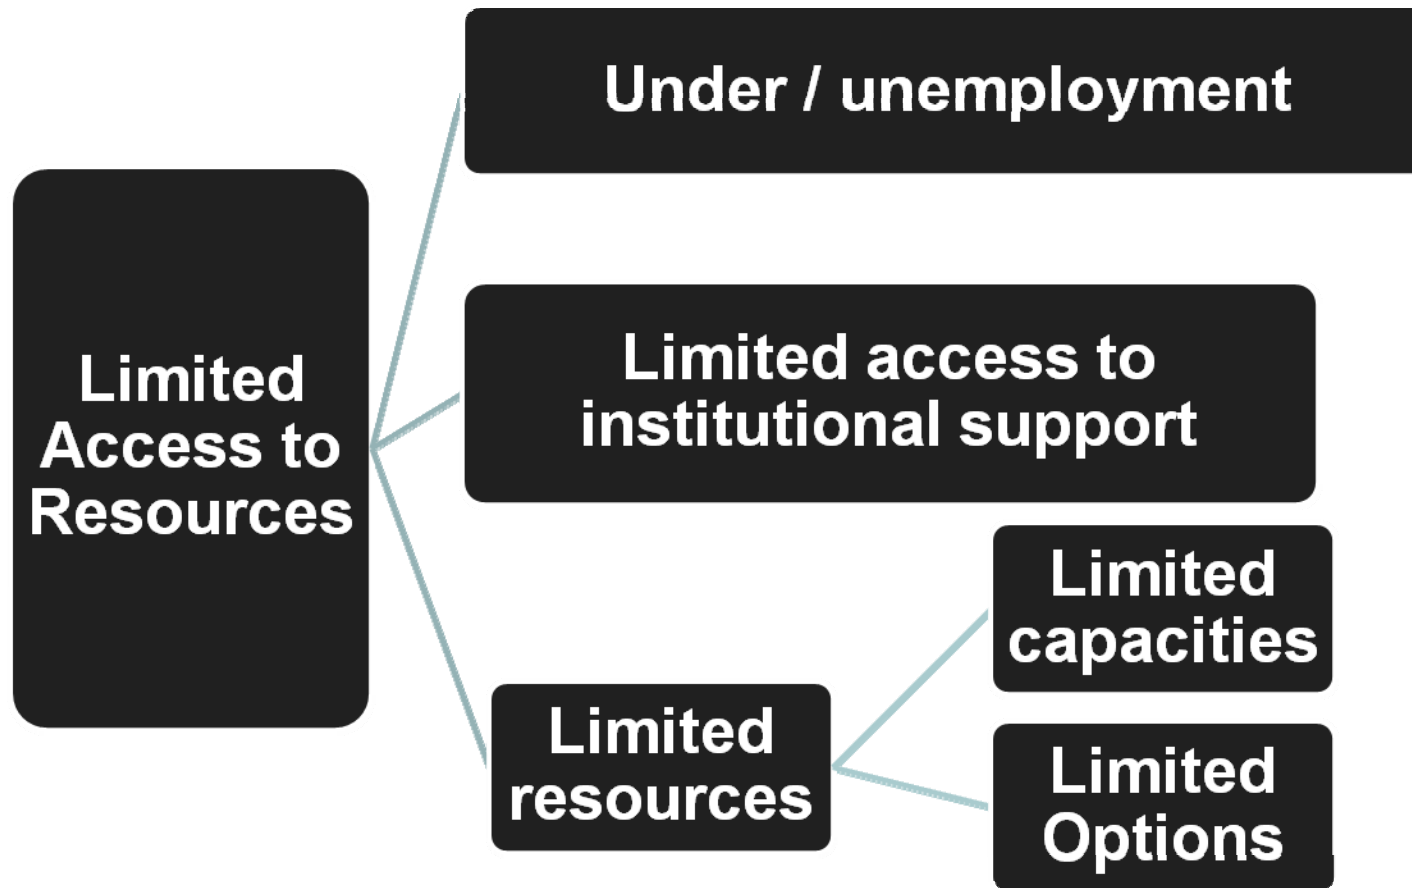 Under / unemployment
Limited
Access to
Resources
Limited access to
institutional support
Limited
capacities
Limited
resources
Limited
Options